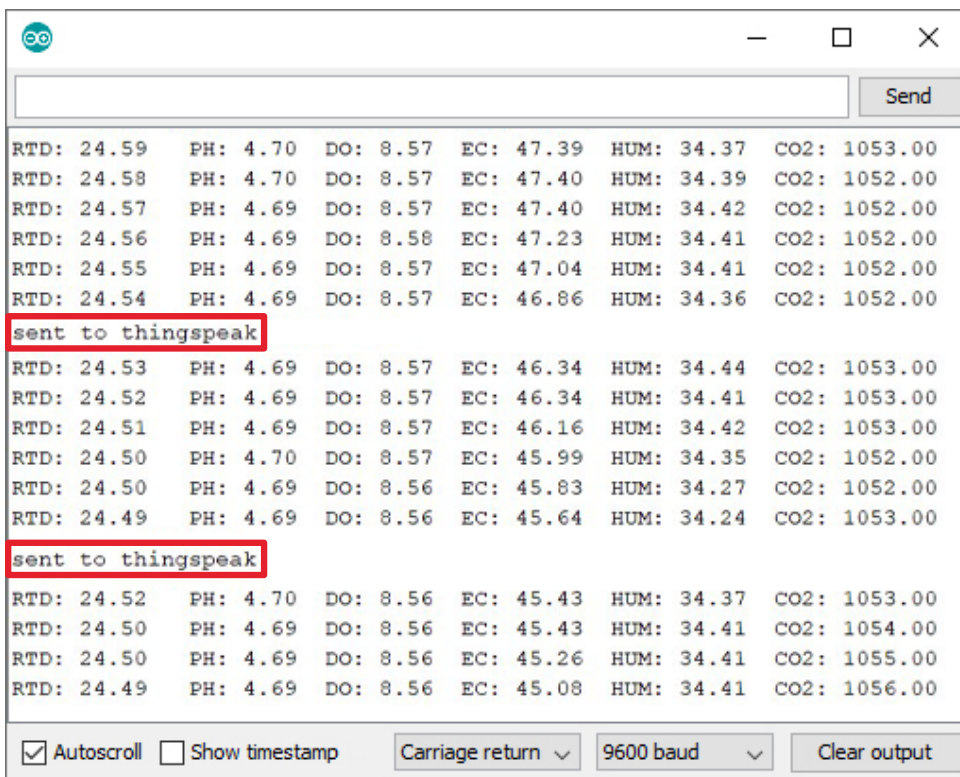 Send
RTD: 24.59 PH: 4.70 DO: 8.57 EC: 47.39 HUM: 34.37 CO2: 1053.00
RTD: 24.58 PH: 4.70 DO: 8.57 EC: 47.40 HUM: 34.39 CO2: 1052.00
RTD: 24.57 PH: 4.69 DO: 8.57 EC: 47.40 HUM: 34.42 CO2: 1052.00
RTD: 24.56 PH: 4.69 DO: 8.58 EC: 47.23 HUM: 34.41 CO2: 1052.00
RTD: 24.55 PH: 4.69 DO: 8.57 EC: 47.04 HUM: 34.41 CO2: 1052.00
RTD: 24.54 PH: 4.69 DO: 8.57 EC: 46.86 HUM: 34.36 CO2: 1052.00
sent to thingspeak
RTD: 24.53 PH: 4.69 DO: 8.57 EC: 46.34 HUM: 34.44 CO2: 1053.00
RTD: 24.52 PH: 4.69 DO: 8.57 EC: 46.34 HUM: 34.41 CO2: 1053.00
RTD: 24.51 PH: 4.69 DO: 8.57 EC: 46.16 HUM: 34.42 CO2: 1053.00
RTD: 24.50 PH: 4.70 DO: 8.57 EC: 45.99 HUM: 34.35 CO2: 1052.00
RTD: 24.50 PH: 4.69 DO: 8.56 EC: 45.83 HUM: 34.27 CO2: 1052.00
RTD: 24.49 PH: 4.69 DO: 8.56 EC: 45.64 HUM: 34.24 CO2: 1053.00
sent to thingspeak
RTD: 24.52 PH: 4.70 DO: 8.56 EC: 45.43 HUM: 34.37 CO2: 1053.00
RTD: 24.50 PH: 4.69 DO: 8.56 EC: 45.43 HUM: 34.41 CO2: 1054.00
RTD: 24.50 PH: 4.69 DO: 8.56 EC: 45.26 HUM: 34.41 CO2: 1055.00
RTD: 24.49 PH: 4.69 DO: 8.56 EC: 45.08 HUM: 34.41 CO2: 1056.00
Autoscroll Show timestamp Carriage return 9600 baud Clear output